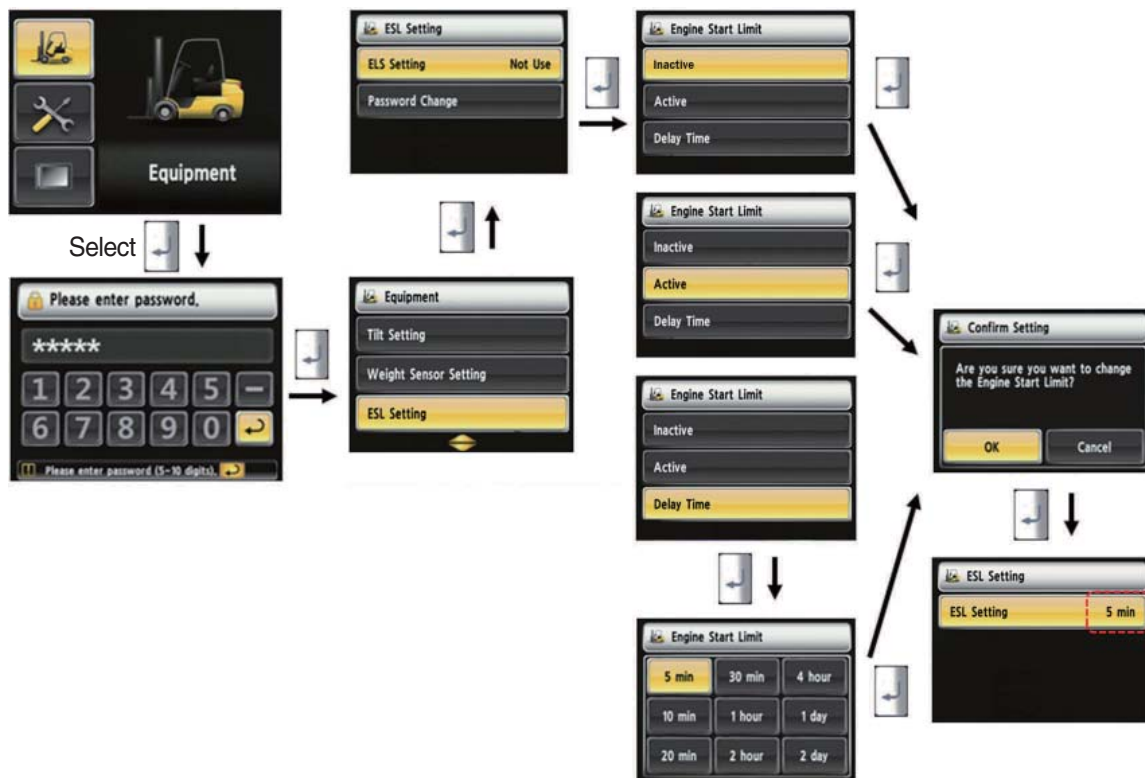 Equipment
Select
Please enter password.
*****
1 2 3 4 5 -
6 7 8 9 0
Please enter password (5-10 digits).
Equipment
Tilt Setting
Weight Sensor Setting
ESL Setting
ESL Setting
ELS Setting Not Use
Password Change
Engine Start Limit
Inactive
Active
Delay Time
Engine Start Limit
Inactive
Active
Delay Time
Engine Start Limit
Inactive
Active
Delay Time
Engine Start Limit
5 min 30 min 4 hour
10 min 1 hour 1 day
20 min 2 hour 2 day
Confirm Setting
Are you sure you want to change
the Engine Start Limit?
OK Cancel
ESL Setting
ESL Setting 5 min